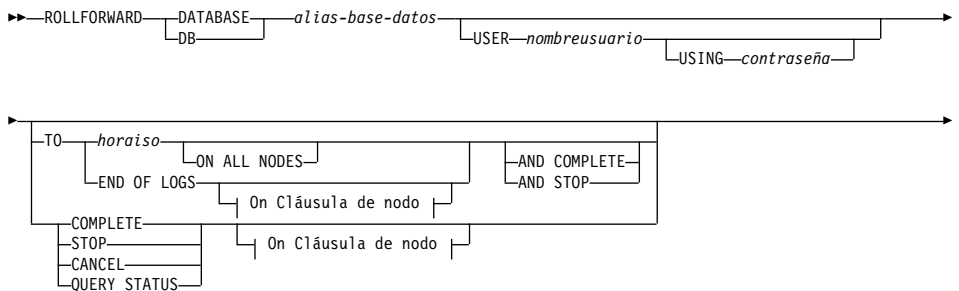 ROLLFORWARD DATABASE alias-base-datos
DB USER nombreusuario
USING contraseña
TO horaiso
ON ALL NODES AND COMPLETE
END OF LOGS AND STOP
On Cláusula de nodo
COMPLETE
STOP On Cláusula de nodo
CANCEL
QUERY STATUS